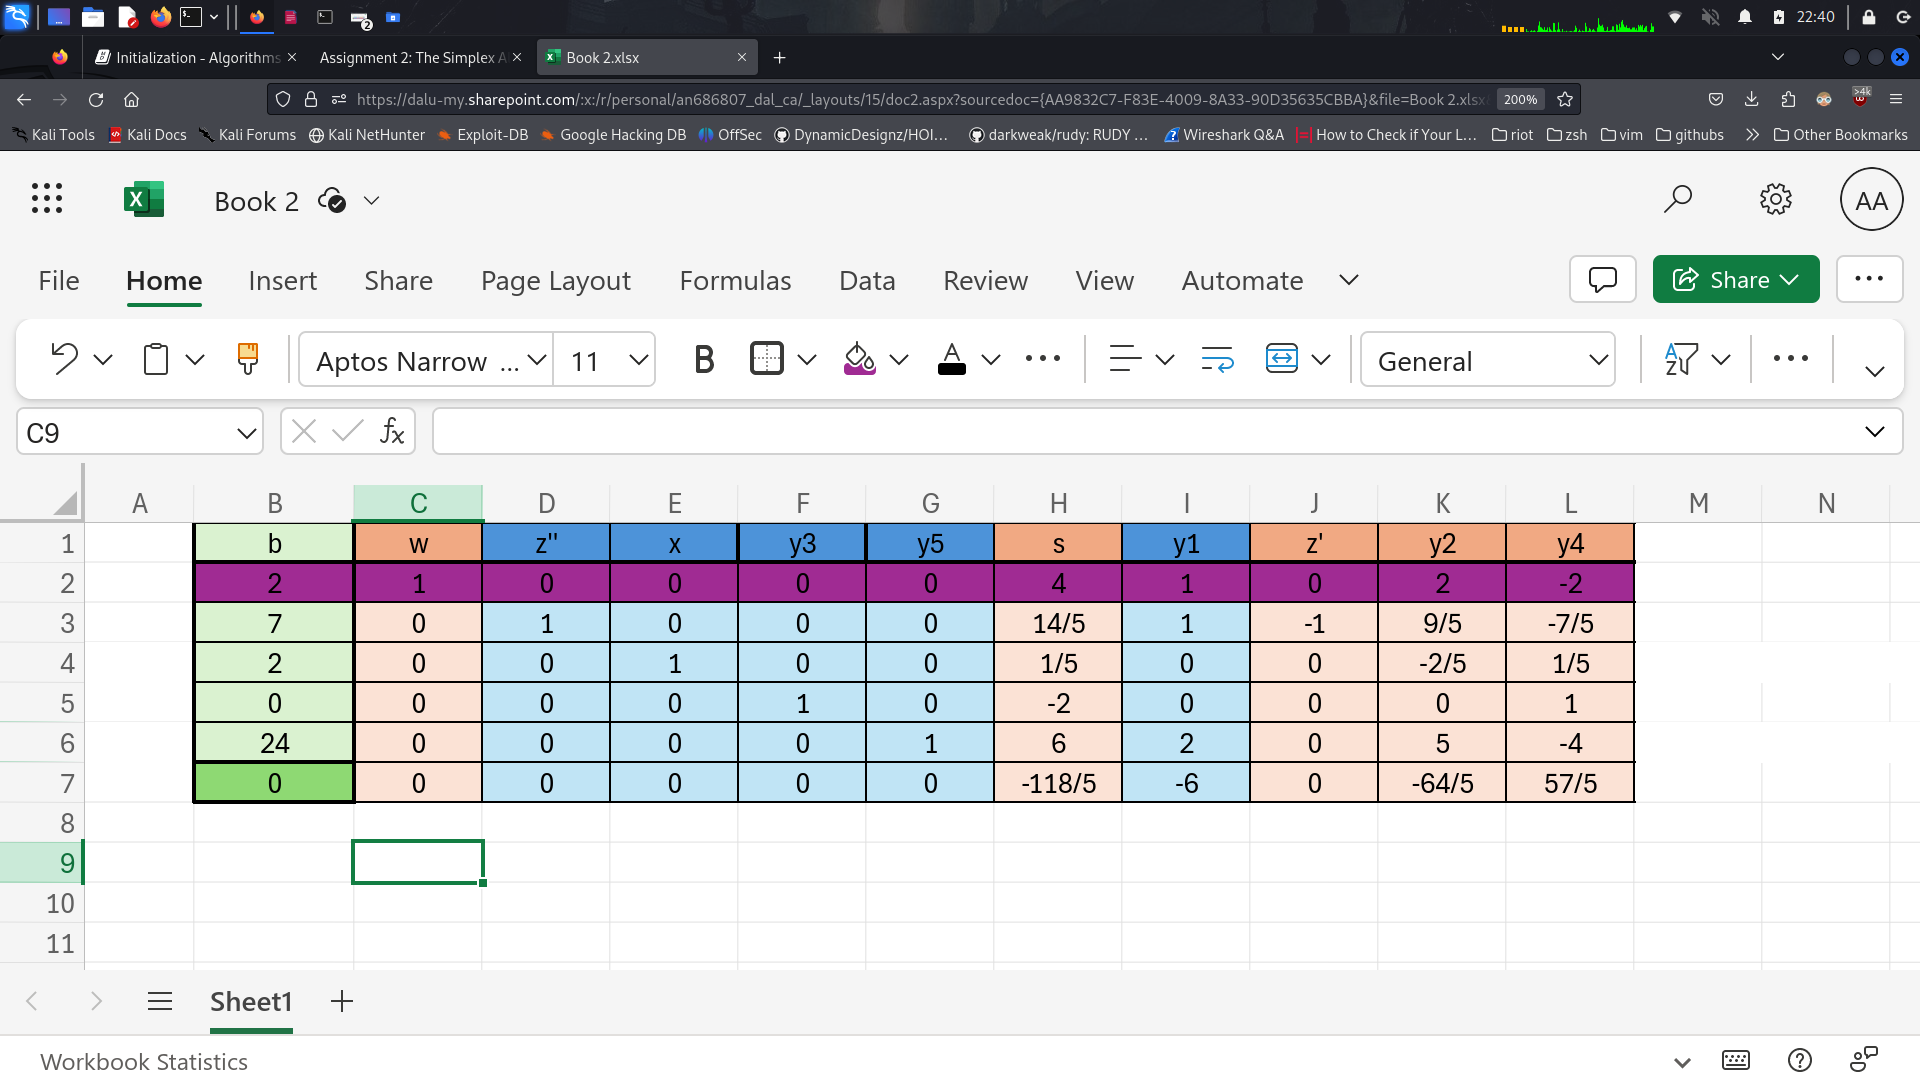 2
22:40
Initialization - Algorithms
Assignment 2: The Simplex A
Book 2.xlsx
https://dalu-my.sharepoint.com/:x:/r/personal/an686807_dal_ca/_layouts/15/doc2.aspx?sourcedoc={AA9832C7-F83E-4009-8A33-90D35635CBBA}&file=Book 2.xlsx
200%
>4k
Kali Tools Kali Docs Kali Forums Kali NetHunter Exploit-DB Google Hacking DB OffSec DynamicDesignz/HOI... darkweak/rudy: RUDY ... Wireshark Q&A How to Check if Your L... riot zsh vim githubs Other Bookmarks
Book 2
AA
File Home Insert Share Page Layout Formulas Data Review View Automate
Share
Aptos Narrow ... 11 B A General AZ
C9 fx
A B C D E F G H I J K L M N
1 b w z" x y3 y5 s y1 z' y2 y4
2 2 1 0 0 0 0 4 1 0 2 -2
3 7 0 1 0 0 0 14/5 1 -1 9/5 -7/5
4 2 0 0 1 0 0 1/5 0 0 -2/5 1/5
5 0 0 0 0 1 0 -2 0 0 0 1
6 24 0 0 0 0 1 6 2 0 5 -4
7 0 0 0 0 0 0 -118/5 -6 0 -64/5 57/5
8
9
10
11
Sheet1
Workbook Statistics